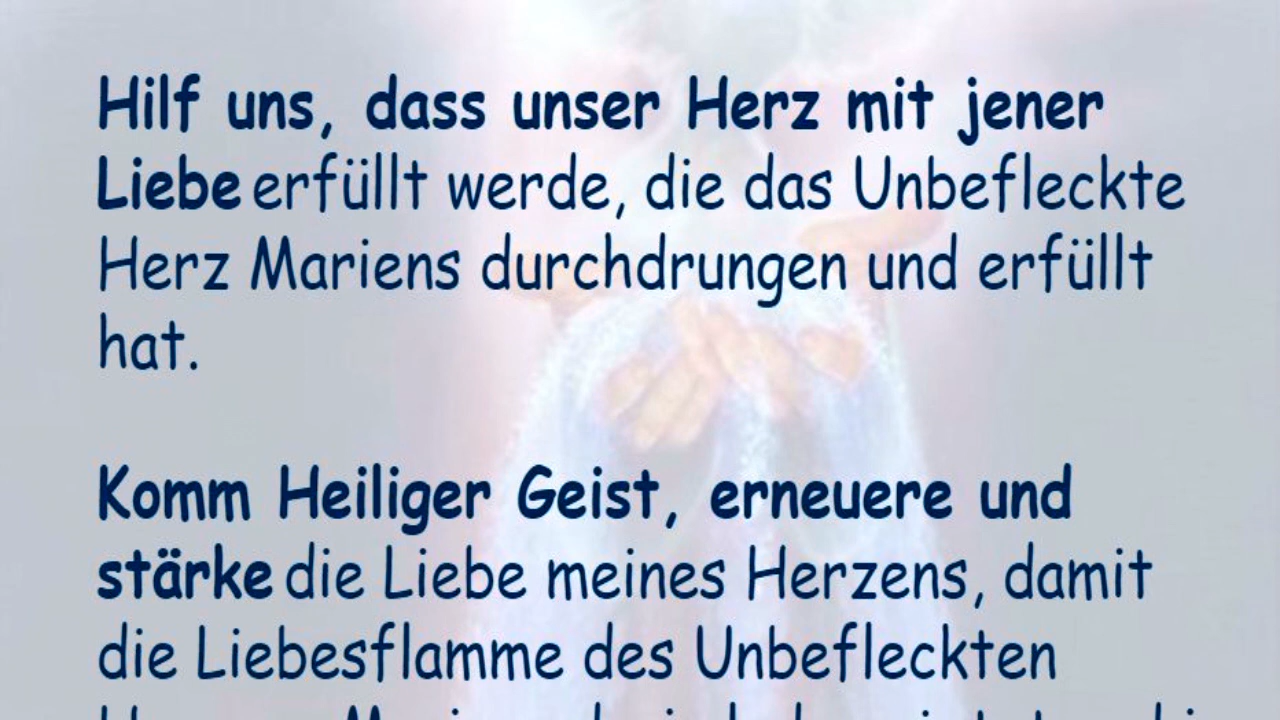 Hilf uns, dass unser Herz mit jener
Liebe erfüllt werde, die das Unbefleckte
Herz Mariens durchdrungen und erfüllt
hat.
Komm Heiliger Geist, erneuere und
stärke die Liebe meines Herzens, damit
die Liebesflamme des Unbefleckten